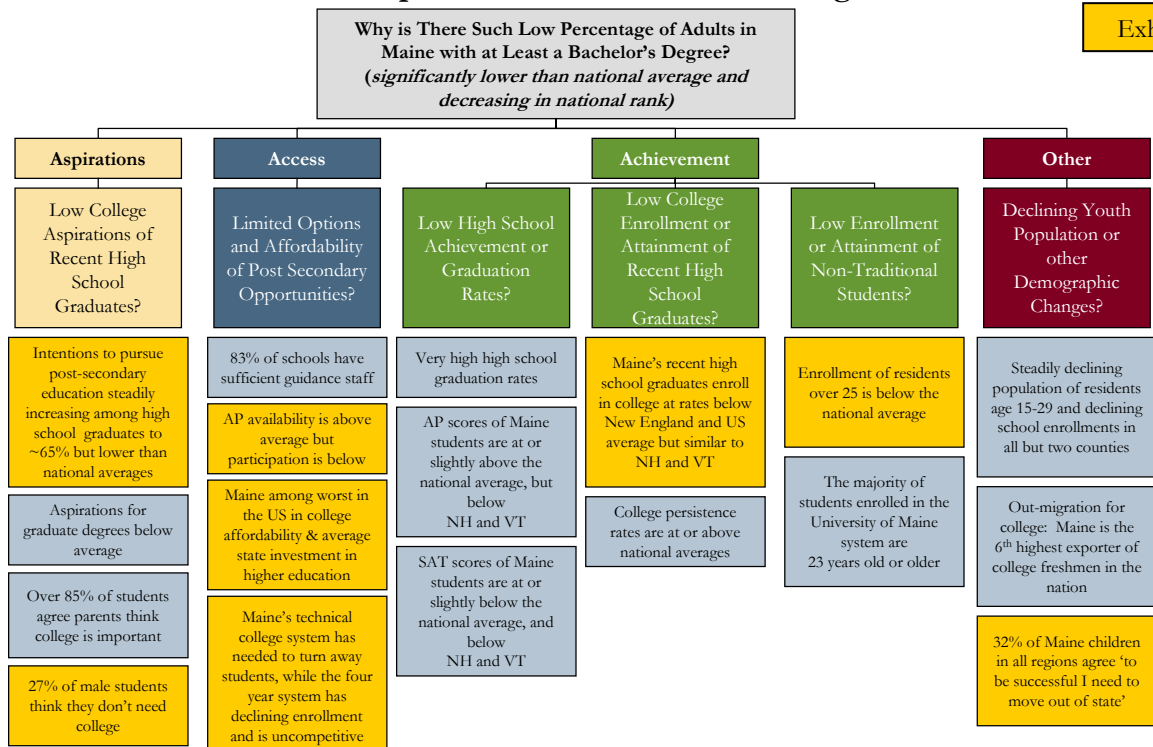 Why is There Such Low Percentage of Adults in
Maine with at Least a Bachelor's Degree?
(significantly lower than national average and
decreasing in national rank)
Exh
Aspirations
Low College
Aspirations of
Recent High
School
Graduates?
Intentions to pursue
post-secondary
education steadily
increasing among high
school graduates to
~65% but lower than
national averages
Aspirations for
graduate degrees below
average
Over 85% of students
agree parents think
college is important
27% of male students
think they don't need
college
Access
Limited Options
and Affordability
of Post Secondary
Opportunities?
83% of schools have
sufficient guidance staff
AP availability is above
average but
participation is below
Maine among worst in
the US in college
affordability & average
state investment in
higher education
Maine's technical
college system has
needed to turn away
students, while the four
year system has
declining enrollment
and is uncompetitive
Achievement
Low High School
Achievement or
Graduation
Rates?
Very high high school
graduation rates
AP scores of Maine
students are at or
slightly above the
national average, but
below
NH and VT
SAT scores of Maine
students are at or
slightly below the
national average, and
below
NH and VT
Low College
Enrollment or
Attainment of
Recent High
School
Graduates?
Maine's recent high
school graduates enroll
in college at rates below
New England and US
average but similar to
NH and VT
College persistence
rates are at or above
national averages
Low Enrollment
or Attainment of
Non-Traditional
Students?
Enrollment of residents
over 25 is below the
national average
The majority of
students enrolled in the
University of Maine
system are
23 years old or older
Other
Declining Youth
Population or
other
Demographic
Changes?
Steadily declining
population of residents
age 15-29 and declining
school enrollments in
all but two counties
Out-migration for
college: Maine is the
6th highest exporter of
college freshmen in the
nation
32% of Maine children
in all regions agree 'to
be successful I need to
move out of state'